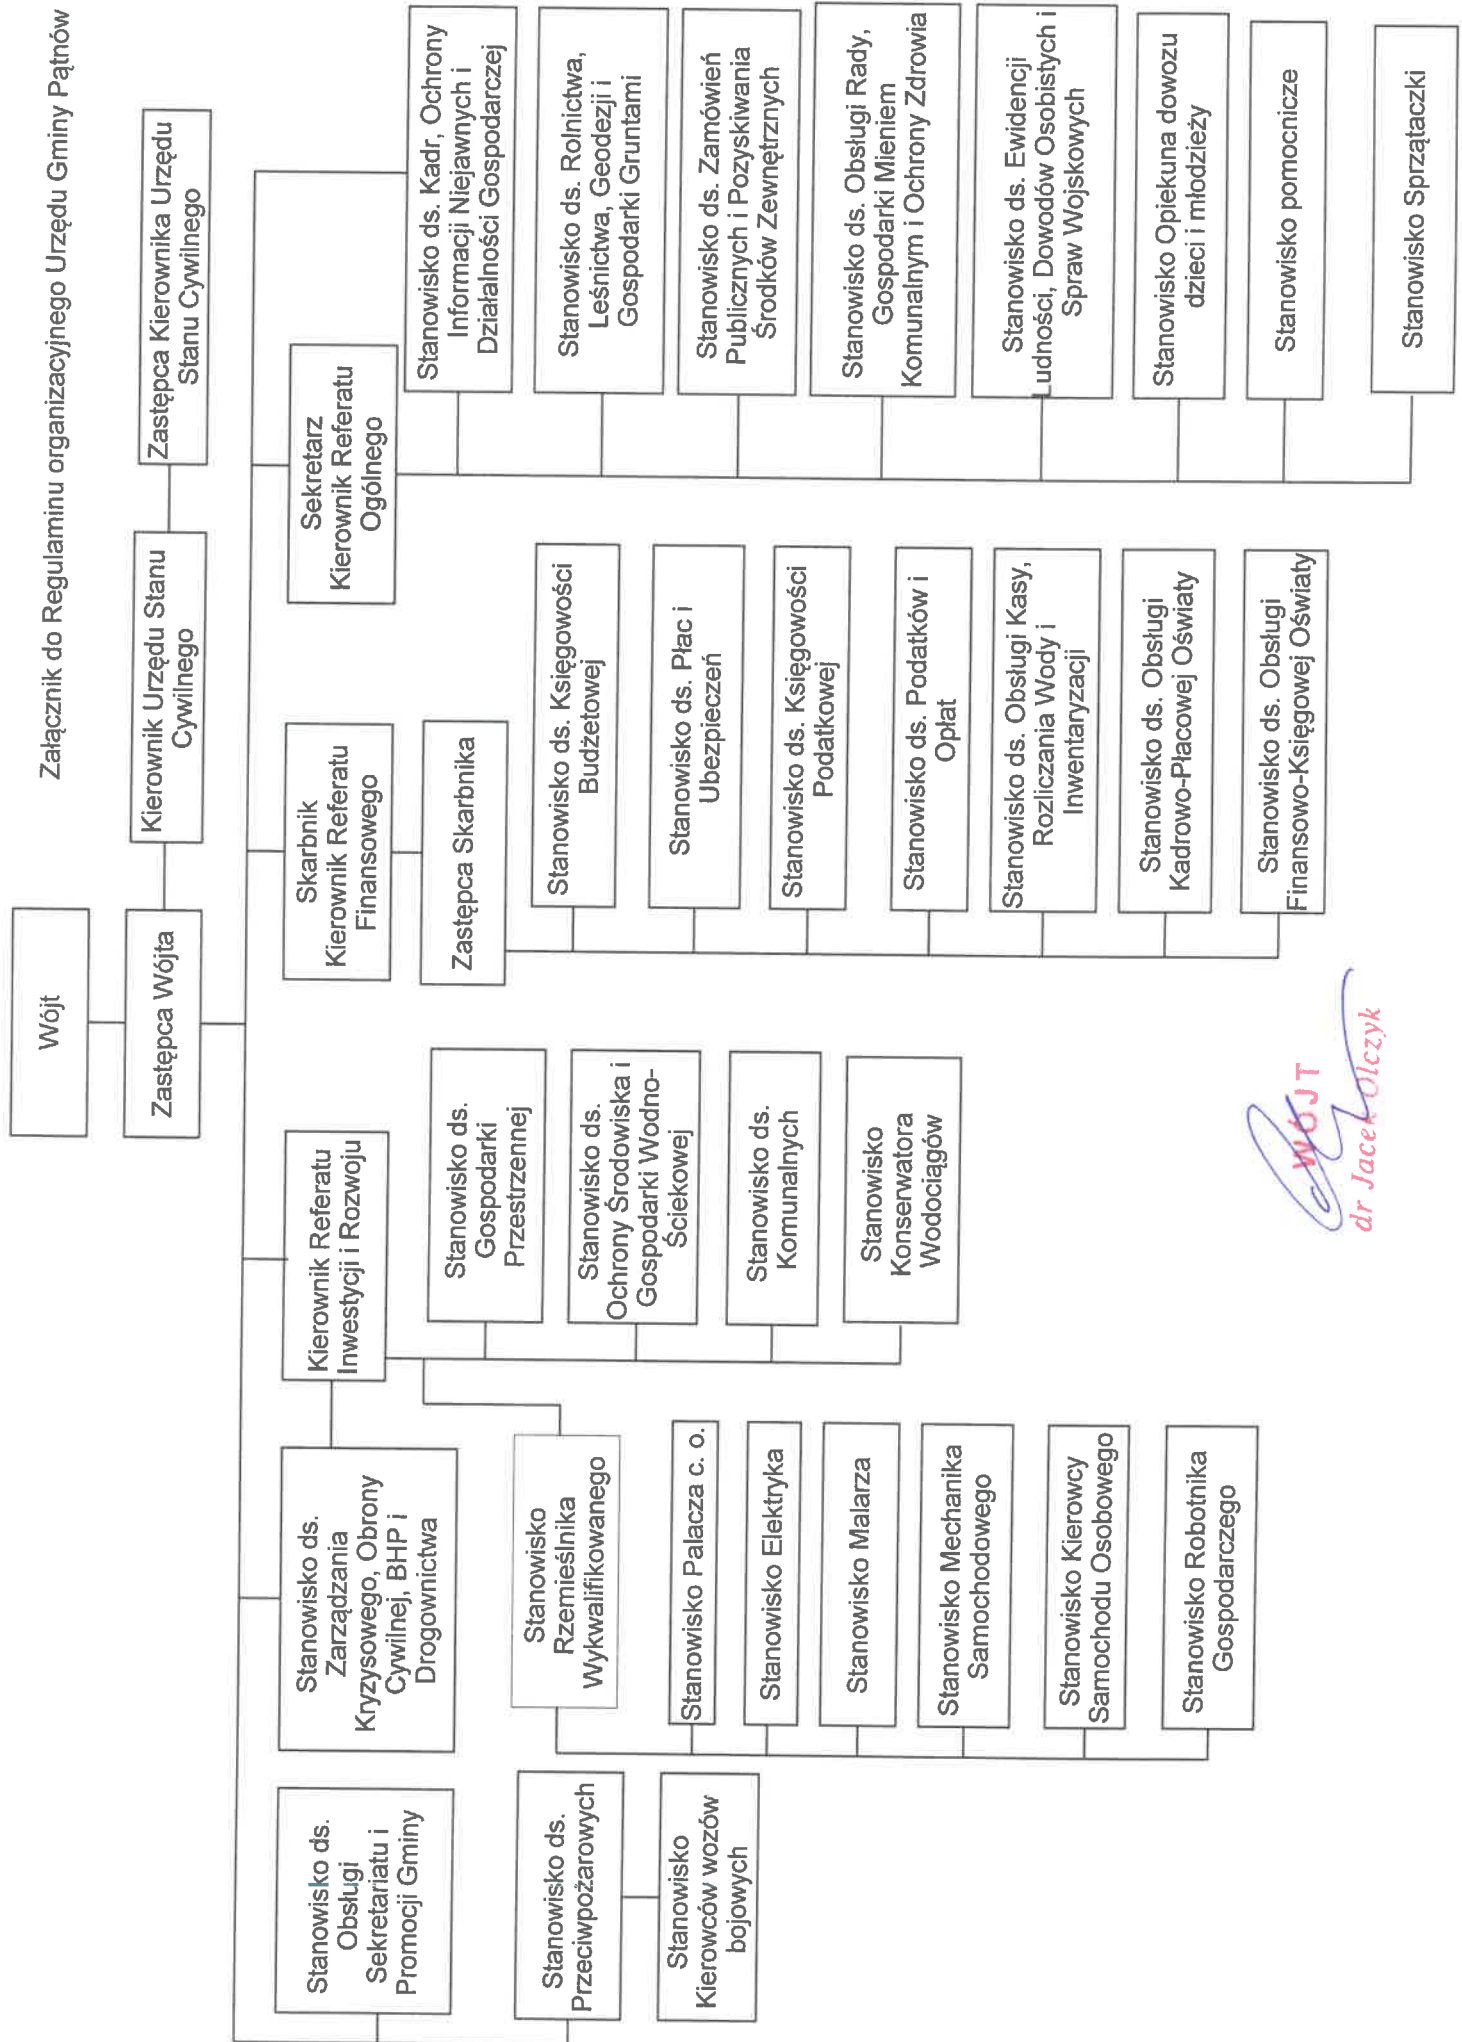 Załącznik do Regulaminu organizacyjnego Urzędu Gminy Pątnów
Wójt
Zastępca Wójta
Kierownik Urzędu Stanu
Cywilnego
Zastępca Kierownika Urzędu
Stanu Cywilnego
Stanowisko ds.
Obsługi
Sekretariatu i
Promocji Gminy
Stanowisko ds.
Przeciwpożarowych
Stanowisko
Kierowców wozów
bojowych
Stanowisko ds.
Zarządzania
Kryzysowego, Obrony
Cywilnej, BHP i
Drogownictwa
Kierownik Referatu
Inwestycji i Rozwoju
Stanowisko
Rzemieślnika
Wykwalifikowanego
Stanowisko Palacza c. o.
Stanowisko Elektryka
Stanowisko Malarza
Stanowisko Mechanika
Samochodowego
Stanowisko Kierowcy
Samochodu Osobowego
Stanowisko Robotnika
Gospodarczego
Stanowisko ds.
Gospodarki
Przestrzennej
Stanowisko ds.
Ochrony Środowiska i
Gospodarki Wodno-
Ściekowej
Stanowisko ds.
Komunalnych
Stanowisko
Konserwatora
Wodociągów
Skarbnik
Kierownik Referatu
Finansowego
Zastępca Skarbnika
Stanowisko ds. Księgowości
Budżetowej
Stanowisko ds. Płac i
Ubezpieczeń
Stanowisko ds. Księgowości
Podatkowej
Stanowisko ds. Podatków i
Opłat
Stanowisko ds. Obsługi Kasy,
Rozliczania Wody i
Inwentaryzacji
Stanowisko ds. Obsługi
Kadrowo-Płacowej Oświaty
Stanowisko ds. Obsługi
Finansowo-Księgowej Oświaty
Sekretarz
Kierownik Referatu
Ogólnego
Stanowisko ds. Kadr, Ochrony
Informacji Niejawnych i
Działalności Gospodarczej
Stanowisko ds. Rolnictwa,
Leśnictwa, Geodezji i
Gospodarki Gruntami
Stanowisko ds. Zamówień
Publicznych i Pozyskiwania
Środków Zewnętrznych
Stanowisko ds. Obsługi Rady,
Gospodarki Mieniem
Komunalnym i Ochrony Zdrowia
Stanowisko ds. Ewidencji
Ludności, Dowodów Osobistych i
Spraw Wojskowych
Stanowisko Opiekuna dowozu
dzieci i młodzieży
Stanowisko pomocnicze
Stanowisko Sprzątaczki
WÓJT
dr Jacek Olczyk